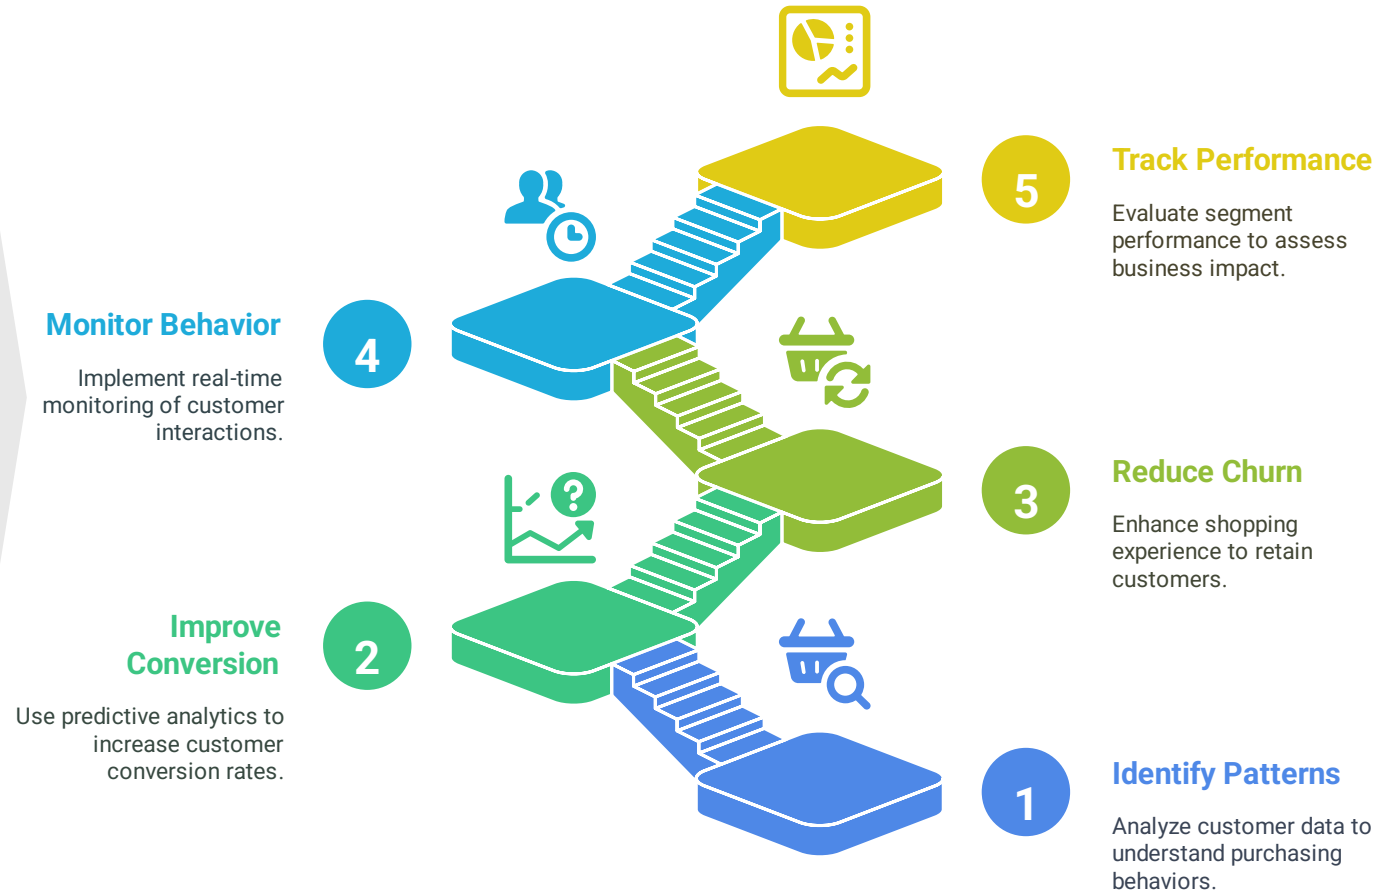 5
Track Performance
Evaluate segment
performance to assess
business impact.
4
Monitor Behavior
Implement real-time
monitoring of customer
interactions.
3
Reduce Churn
Enhance shopping
experience to retain
customers.
?
2
Improve
Conversion
Use predictive analytics to
increase customer
conversion rates.
1
Identify Patterns
Analyze customer data to
understand purchasing
behaviors.